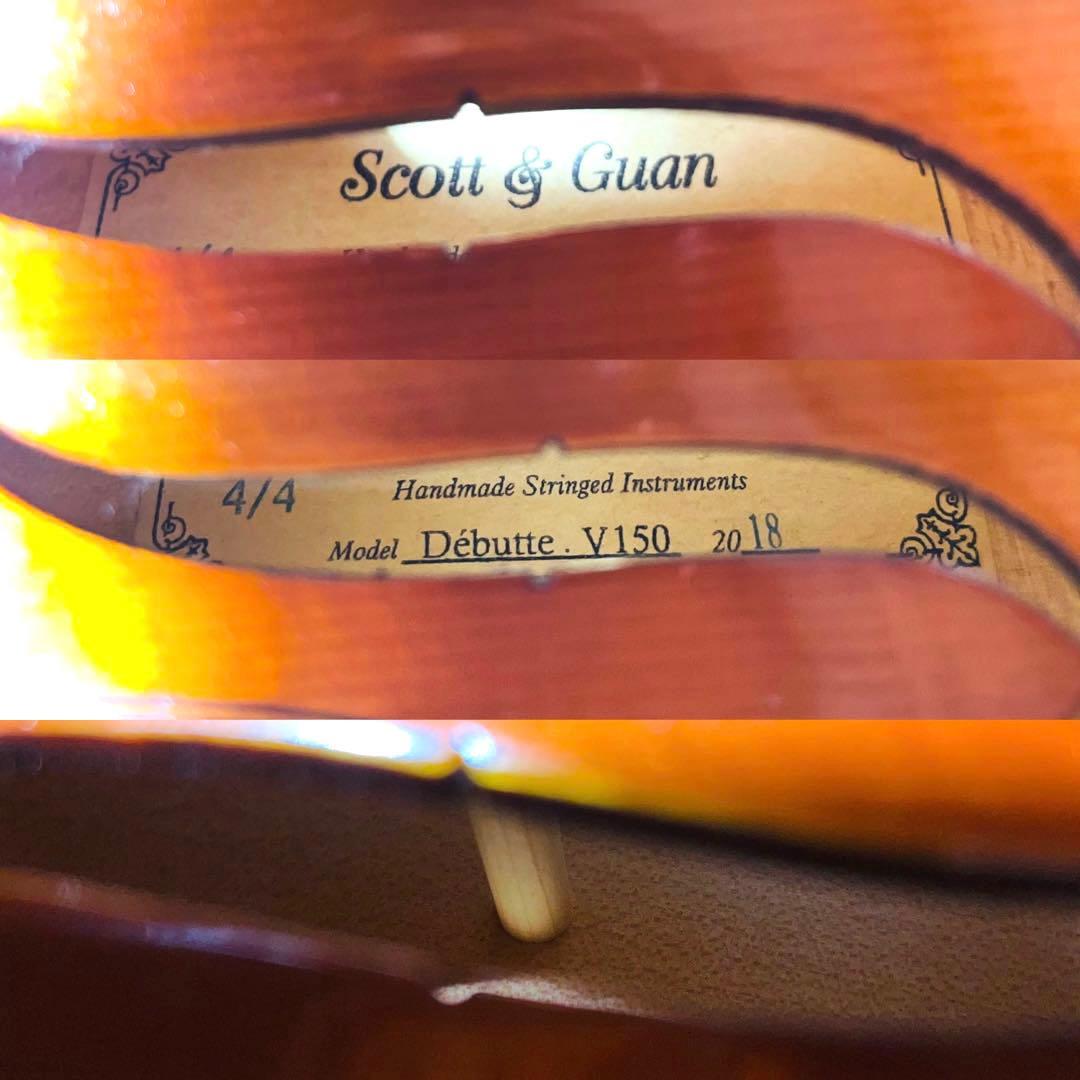 Scott & Guan
4/4 Handmade Stringed Instruments
Model Débutte . V150 2018